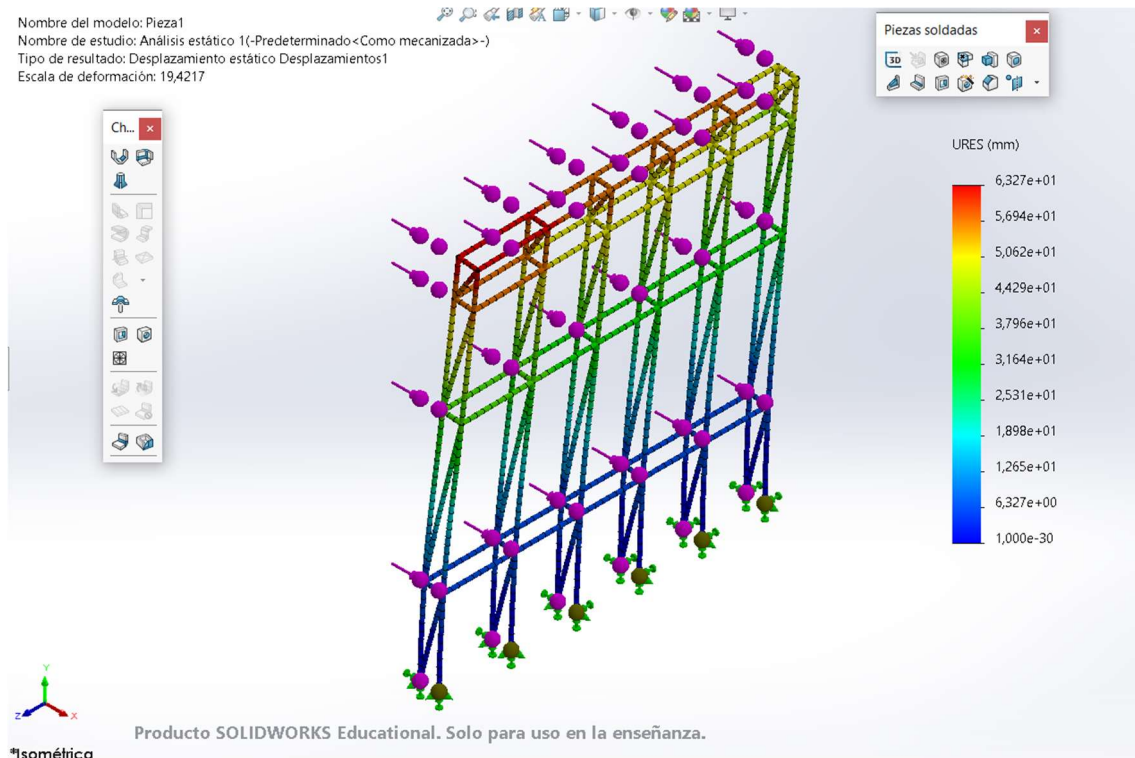 Nombre del modelo: Pieza1
Nombre de estudio: Análisis estático 1(-Predeterminado<Como mecanizada>-)
Tipo de resultado: Desplazamiento estático Desplazamientos1
Escala de deformación: 19,4217
Piezas soldadas
3D
Ch...
URES (mm)
6,327e+01
5,694e+01
5,062e+01
4,429e+01
3,796e+01
3,164e+01
2,531e+01
1,898e+01
1,265e+01
6,327e+00
1,000e-30
Y
Z
X
Producto SOLIDWORKS Educational. Solo para uso en la enseñanza.
*Isométrica